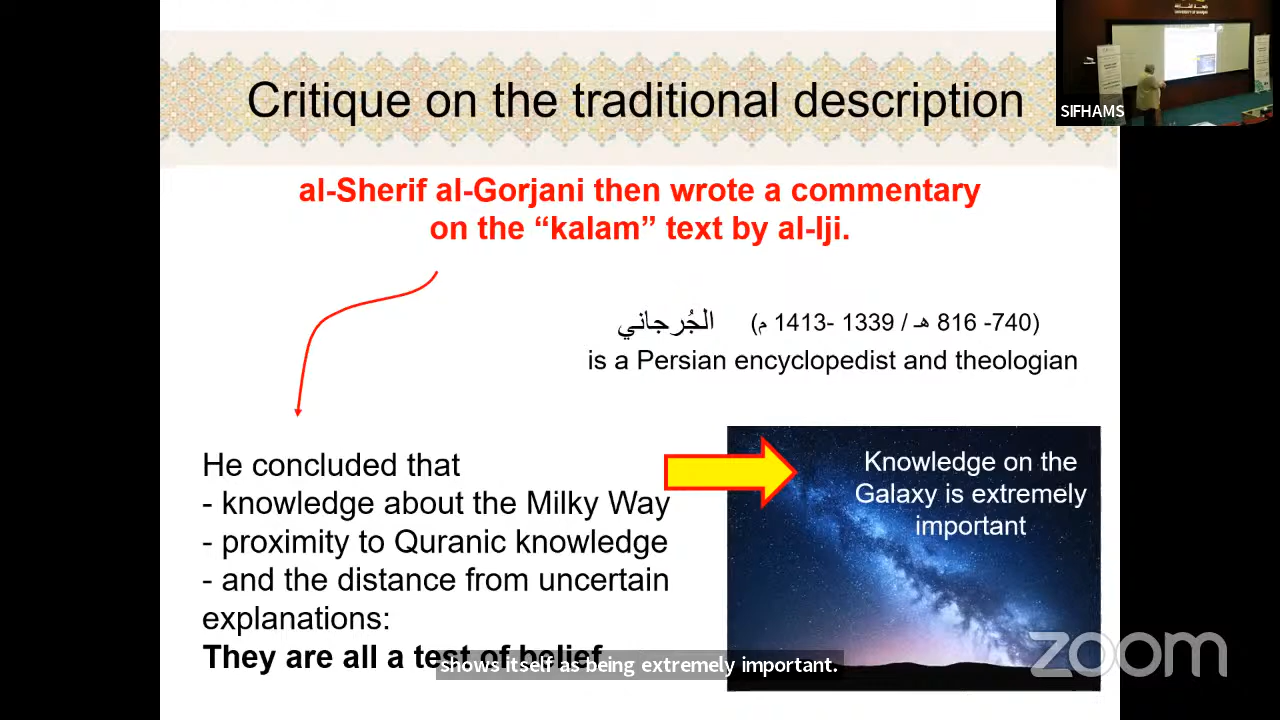 Critique on the traditional description
SIFHAMS
al-Sherif al-Gorjani then wrote a commentary
on the “kalam” text by al-Iji.
الجُرجاني (740- 816 هـ / 1339 -1413 م)
is a Persian encyclopedist and theologian
He concluded that
- knowledge about the Milky Way
- proximity to Quranic knowledge
- and the distance from uncertain
explanations:
They are all a test of belief
Knowledge on the
Galaxy is extremely
important
shows itself as being extremely important.
zoom